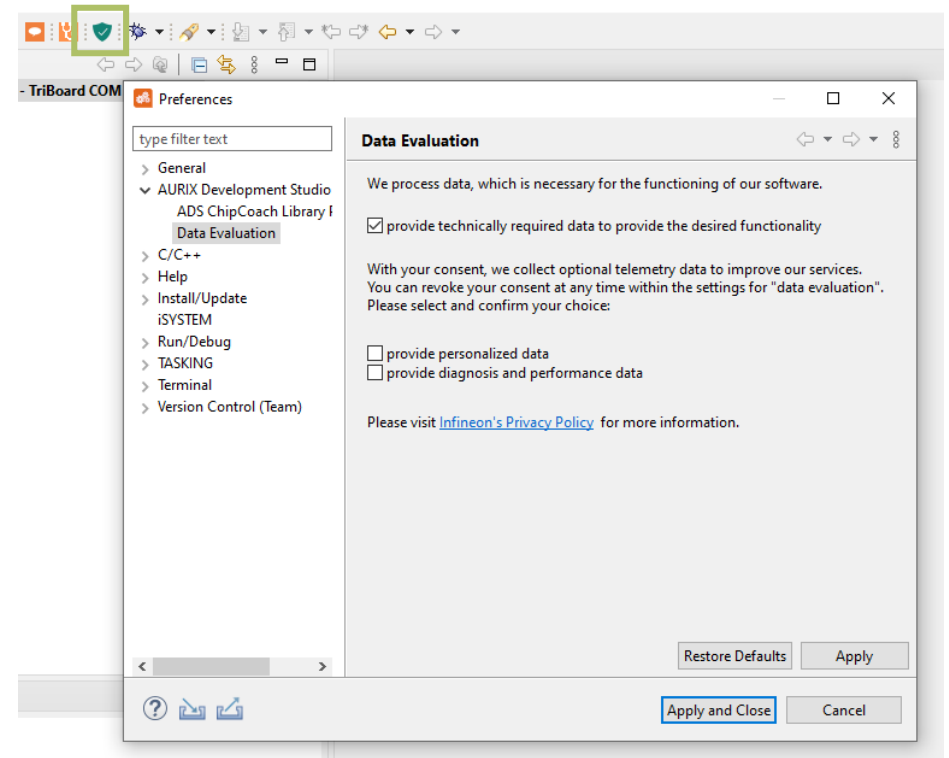 - TriBoard COM
Preferences
type filter text
General
AURIX Development Studio
ADS ChipCoach Library
Data Evaluation
C/C++
Help
Install/Update
iSYSTEM
Run/Debug
TASKING
Terminal
Version Control (Team)
Data Evaluation
We process data, which is necessary for the functioning of our software.
provide technically required data to provide the desired functionality
With your consent, we collect optional telemetry data to improve our services.
You can revoke your consent at any time within the settings for "data evaluation".
Please select and confirm your choice:
provide personalized data
provide diagnosis and performance data
Please visit Infineon's Privacy Policy for more information.
Restore Defaults
Apply
Apply and Close
Cancel